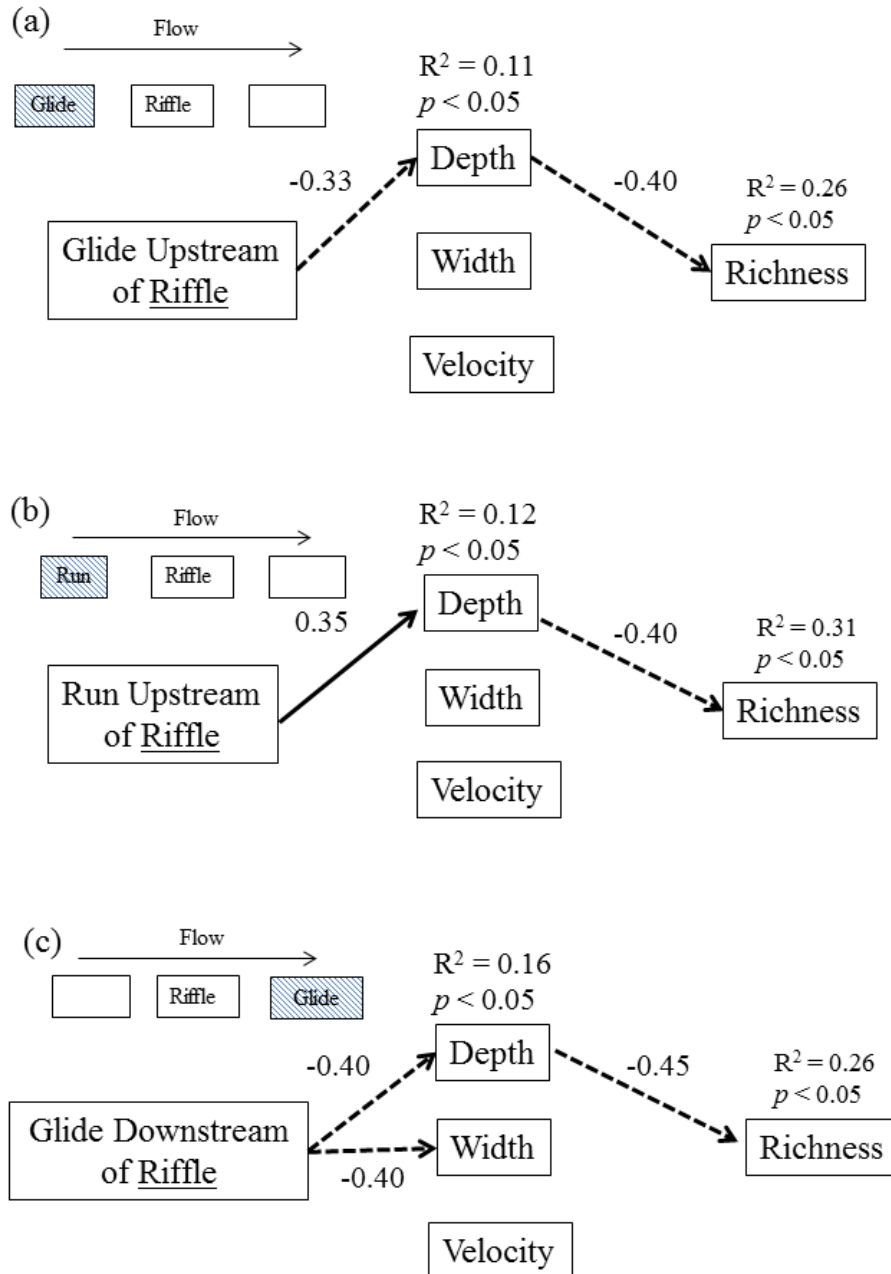 (a)
Flow
Glide
Riffle
R² = 0.11
p < 0.05
Depth
-0.33
-0.40
R² = 0.26
p < 0.05
Glide Upstream
of Riffle
Width
Richness
Velocity
(b)
Flow
Run
Riffle
R² = 0.12
p < 0.05
Depth
0.35
-0.40
R² = 0.31
p < 0.05
Run Upstream
of Riffle
Width
Richness
Velocity
(c)
Flow
Riffle
Glide
R² = 0.16
p < 0.05
Depth
-0.40
-0.45
R² = 0.26
p < 0.05
Glide Downstream
of Riffle
Width
-0.40
Richness
Velocity